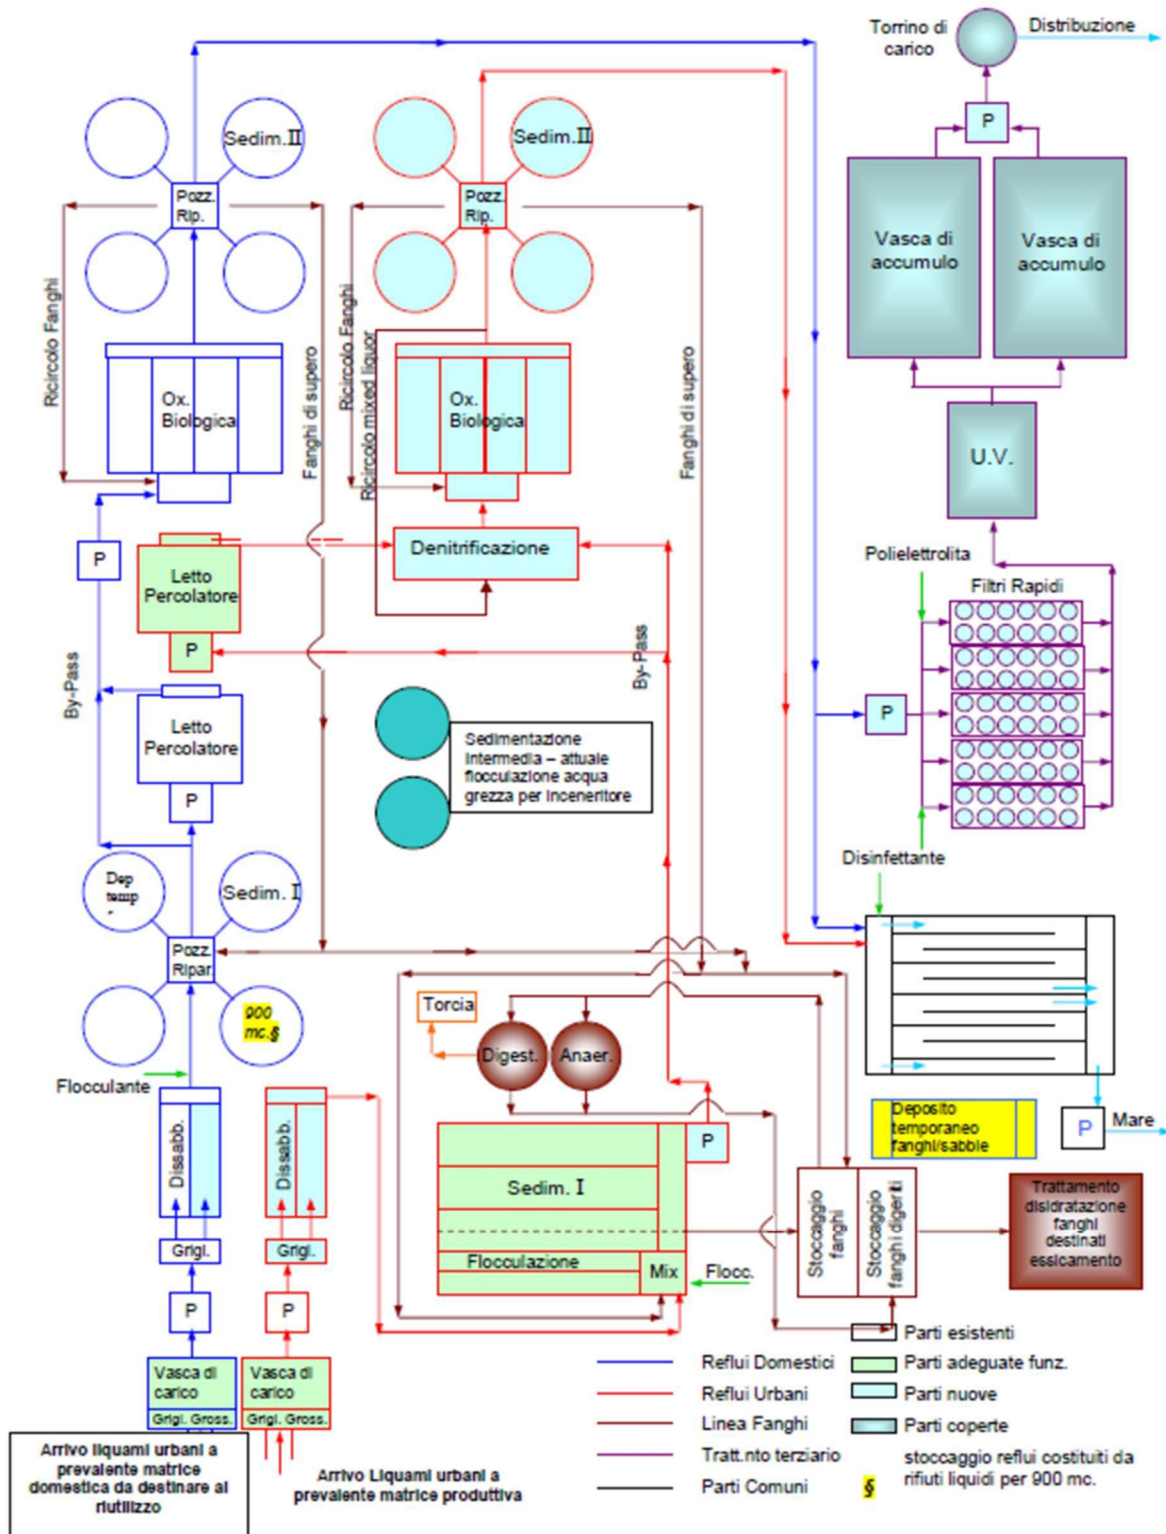 Torrino di
carico
Distribuzione
P
Sedim.II
Sedim.II
Pozz.
Rip.
Pozz.
Rip.
Vasca di
accumulo
Vasca di
accumulo
Ricircolo Fanghi
Fanghi di supero
Ricircolo Fanghi
Ricircolo mixed liquor
Fanghi di supero
Ox.
Biologica
Ox.
Biologica
U.V.
P
Letto
Percolatore
P
Denitrificazione
Polielettrolita
Filtri Rapidi
By-Pass
By-Pass
Letto
Percolatore
P
P
Sedimentazione
intermedia – attuale
flocculazione acqua
grezza per inceneritore
Disinfettante
Dep
temp
Sedim. I
Pozz.
Ripar.
900
mc.§
Flocculante
Torcia
Digest.
Anaer.
Dissabb.
Dissabb.
P
Sedim. I
Flocculazione
Mix
Flocc.
Stoccaggio
fanghi
Stoccaggio
fanghi digeriti
Deposito
temporaneo
fanghi/sabbie
P
Mare
Trattamento
disidratazione
fanghi
destinati
essicamento
Grigl.
Grigl.
P
P
Vasca di
carico
Grigl. Gross.
Vasca di
carico
Grigl. Gross.
Arrivo liquami urbani a
prevalente matrice
domestica da destinare al
riutilizzo
Arrivo Liquami urbani a
prevalente matrice produttiva
Reflui Domestici
Reflui Urbani
Linea Fanghi
Tratt.nto terziario
Parti Comuni
Parti esistenti
Parti adeguate funz.
Parti nuove
Parti coperte
§
stoccaggio reflui costituiti da
rifiuti liquidi per 900 mc.